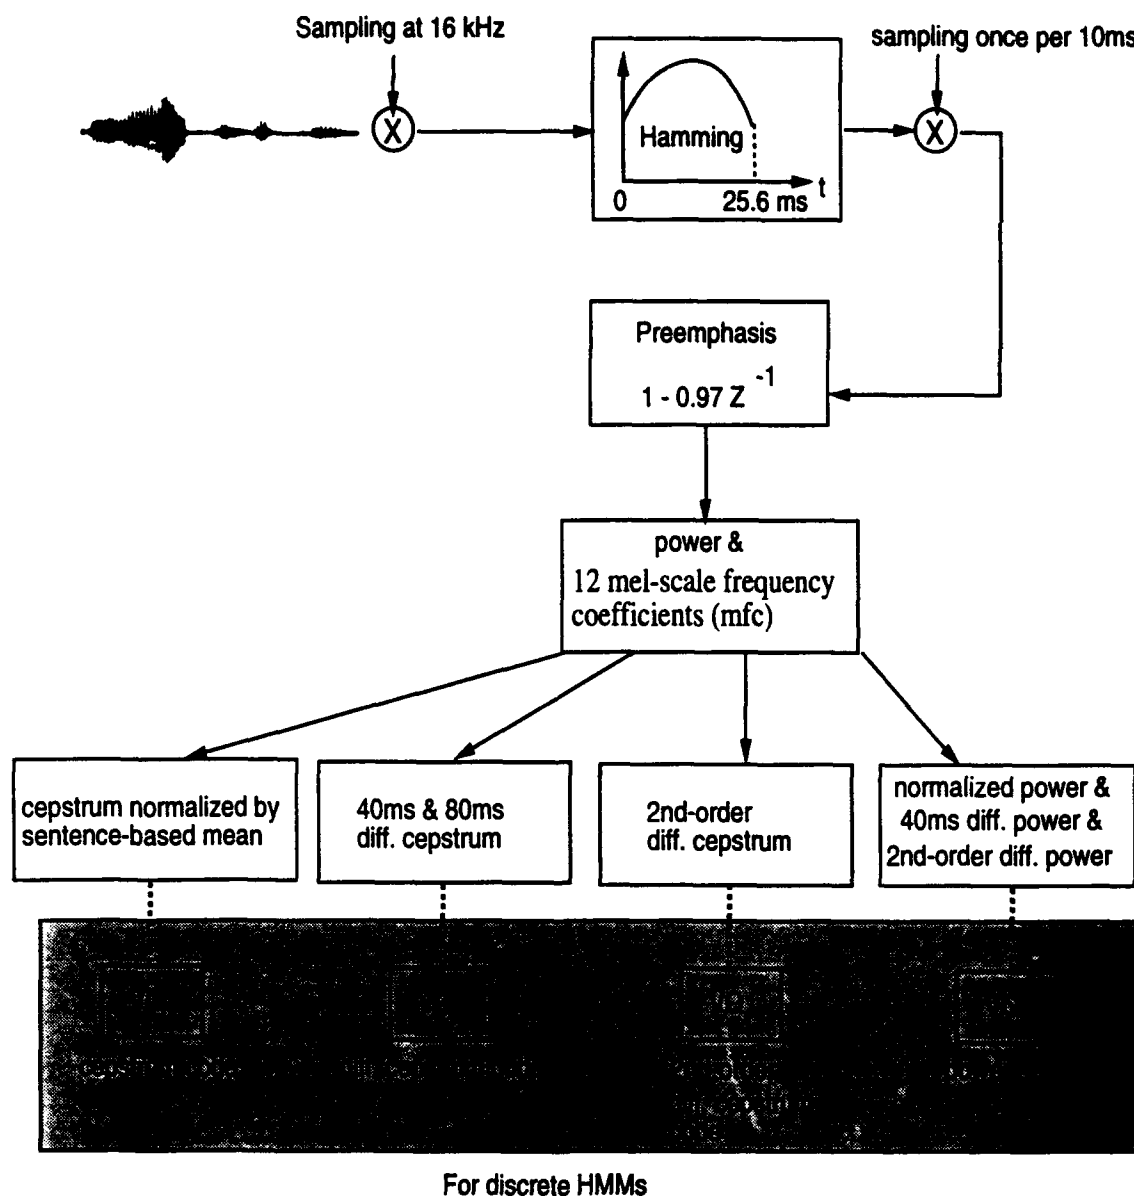 Sampling at 16 kHz
sampling once per 10ms
X
X
Hamming
t
0
25.6 ms
Preemphasis
1 - 0.97 Z -1
power &
12 mel-scale frequency
coefficients (mfc)
cepstrum normalized by
sentence-based mean
40ms & 80ms
diff. cepstrum
2nd-order
diff. cepstrum
normalized power &
40ms diff. power &
2nd-order diff. power
For discrete HMMs